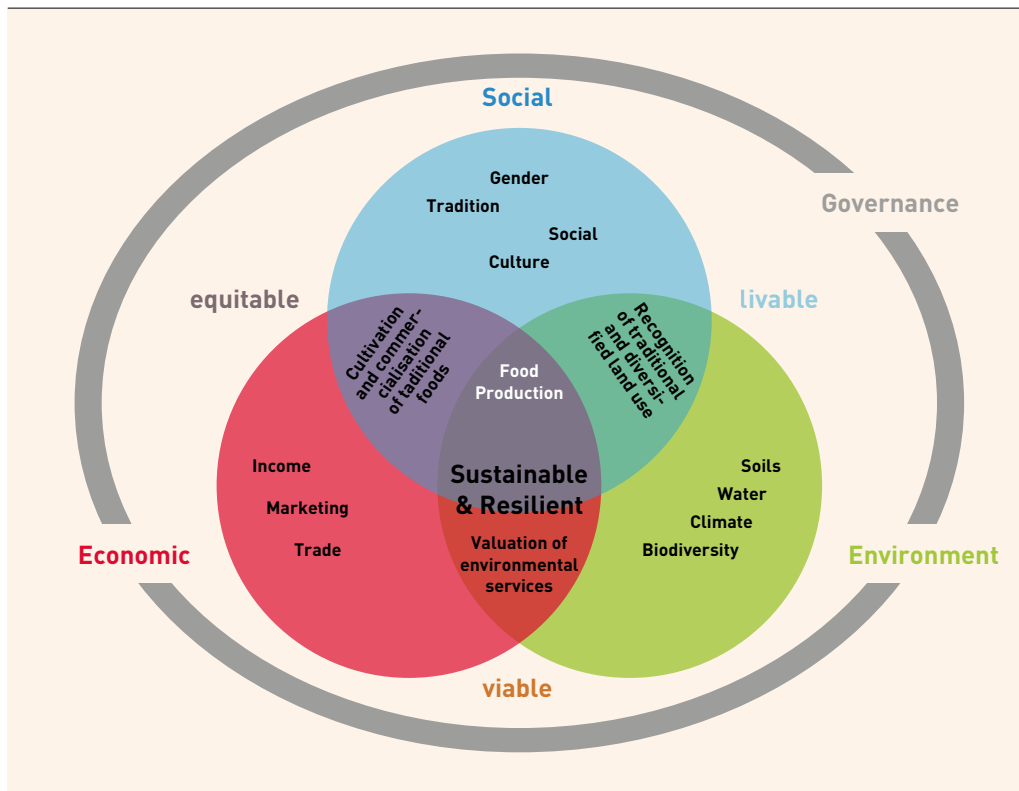 Social
Gender
Tradition
Social
Culture
Governance
equitable
livable
Cultivation
and commer-
cialisation
of taditional
foods
Recognition
of traditional
and diversi-
fied land use
Food
Production
Income
Marketing
Trade
Sustainable
& Resilient
Soils
Water
Climate
Biodiversity
Valuation of
environmental
services
Economic
Environment
viable